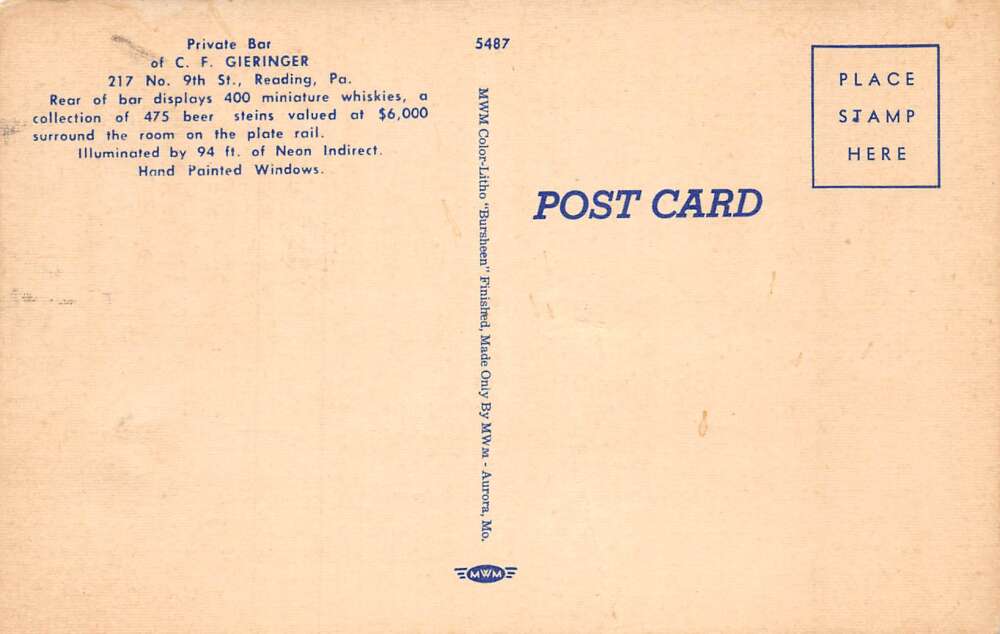 Private Bar
of C. F. GIERINGER
217 No. 9th St., Reading, Pa.
Rear of bar displays 400 miniature whiskies, a
collection of 475 beer steins valued at $6,000
surround the room on the plate rail.
Illuminated by 94 ft. of Neon Indirect.
Hand Painted Windows.
5487
MWM Color-Litho "Bursheen" Finished, Made Only By MWM - Aurora, Mo.
MWM
POST CARD
PLACE
STAMP
HERE